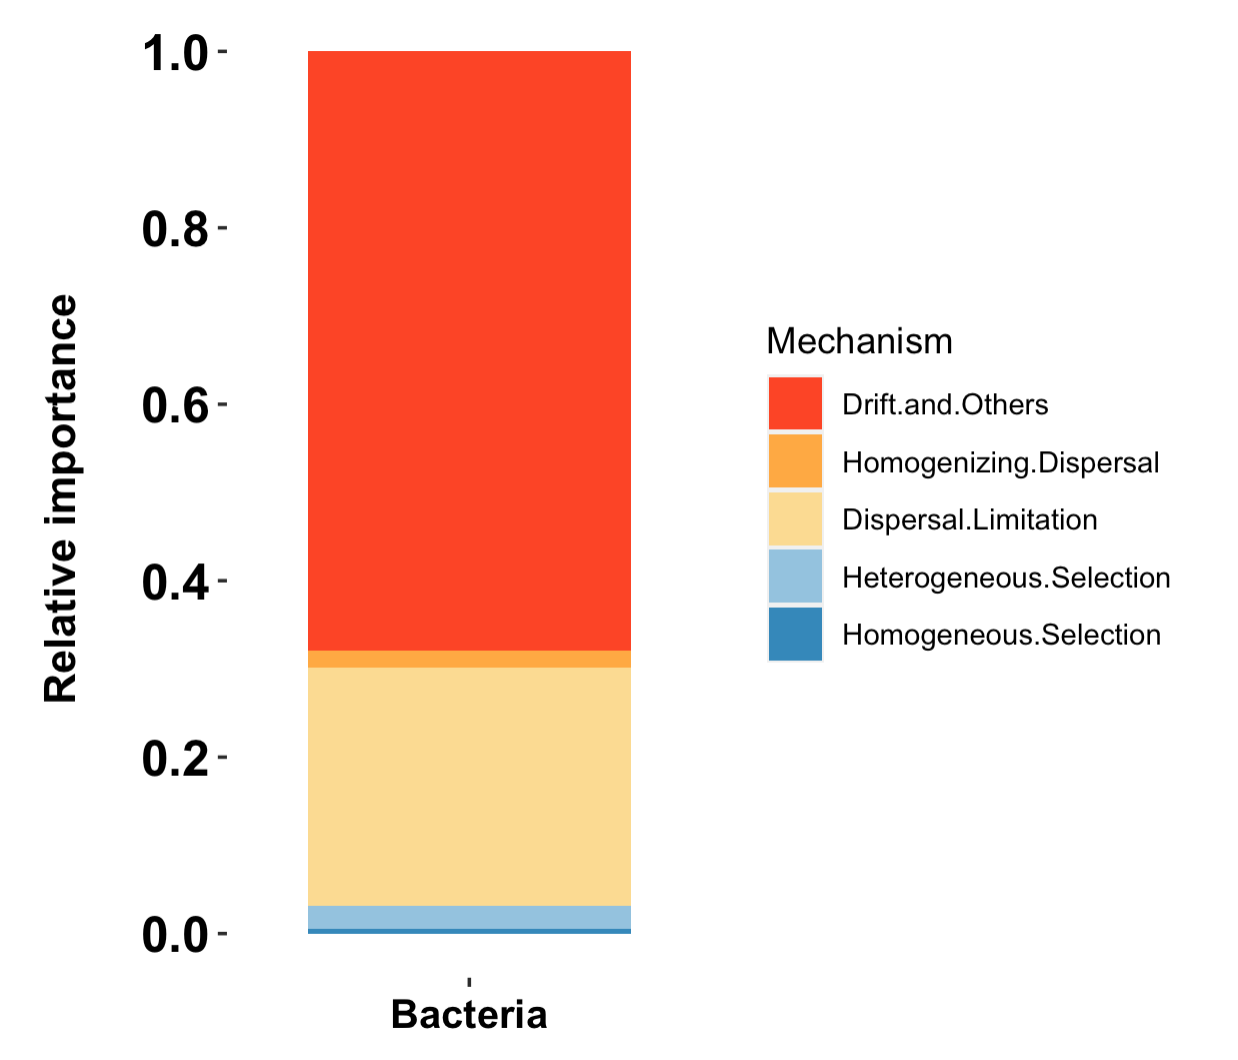 1.0
0.8
0.6
0.4
0.2
0.0
Relative importance
Bacteria
Mechanism
Drift.and.Others
Homogenizing.Dispersal
Dispersal.Limitation
Heterogeneous.Selection
Homogeneous.Selection